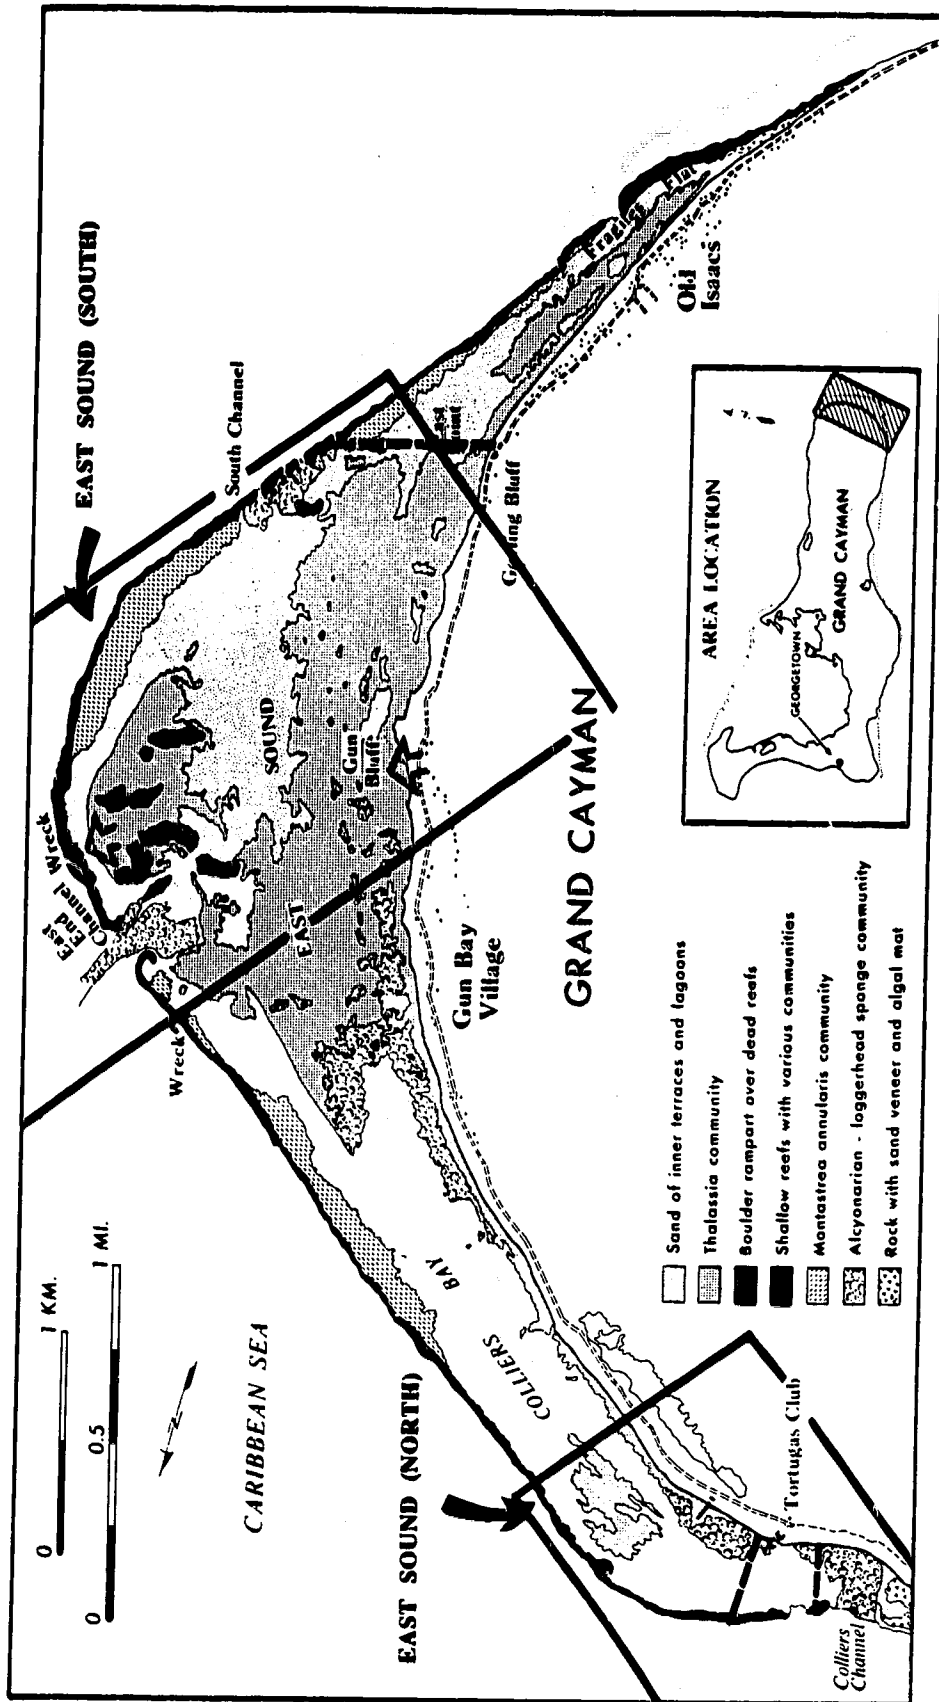 EAST SOUND (SOUTH)
South Channel
East
End
Channel
Wreck
Wreck
SOUND
EAST
Gun
Bluff
Fragiles Flat
Old
Isaacs
Gun Bay
Village
GRAND CAYMAN
BAY
COLLIERS
CARIBBEAN SEA
0
1 KM.
0
0.5
1 MI.
N
EAST SOUND (NORTH)
Tortugas Club
Colliers
Channel
Sand of inner terraces and lagoons
Thalassia community
Boulder rampart over dead reefs
Shallow reefs with various communities
Montastrea annularis community
Alcyonarian - loggerhead sponge community
Rock with sand veneer and algal mat
AREA LOCATION
GEORGETOWN
GRAND CAYMAN